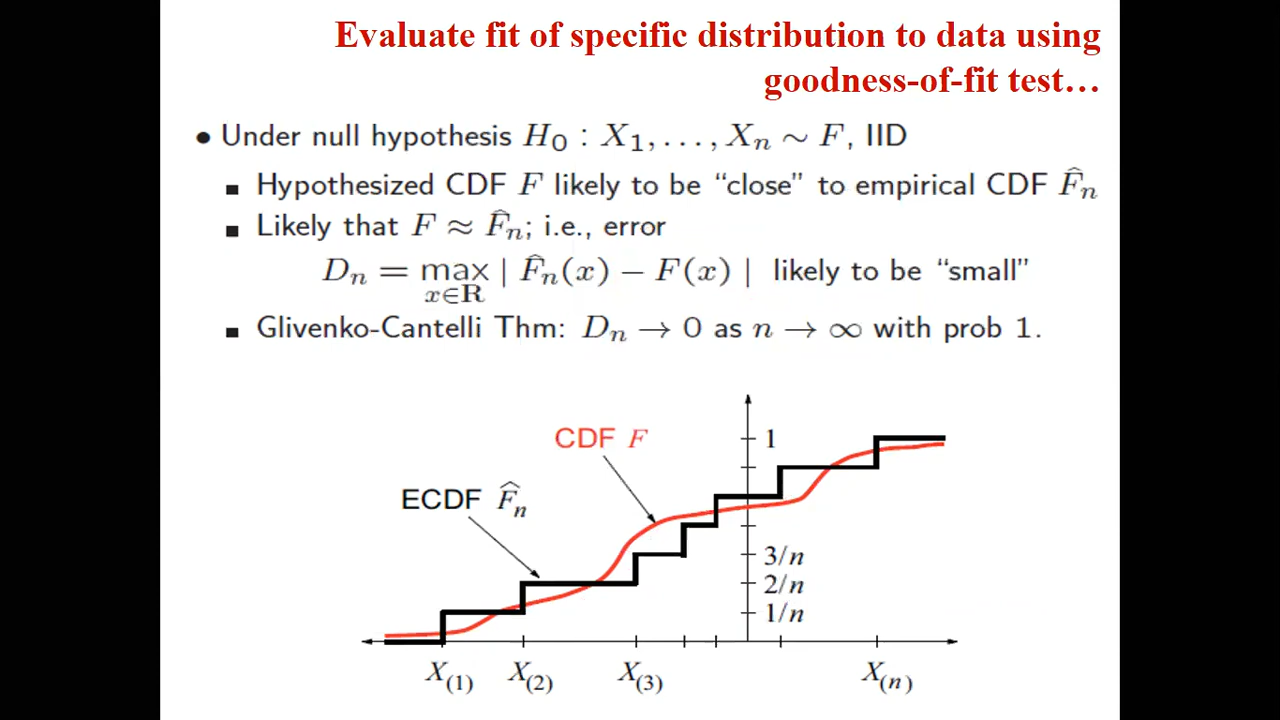 Evaluate fit of specific distribution to data using
goodness-of-fit test…
• Under null hypothesis H₀ : X₁, . . . , Xₙ ∼ F, IID
▪ Hypothesized CDF F likely to be “close” to empirical CDF F̂ₙ
▪ Likely that F ≈ F̂ₙ; i.e., error
Dₙ = max | F̂ₙ(x) − F(x) | likely to be “small”
x∈R
▪ Glivenko-Cantelli Thm: Dₙ → 0 as n → ∞ with prob 1.
CDF F
1
ECDF F̂ₙ
3/n
2/n
1/n
X₍₁₎ X₍₂₎ X₍₃₎ X₍ₙ₎